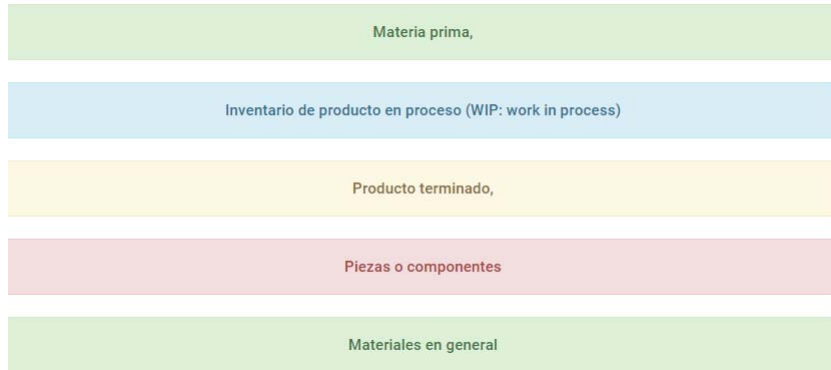 Materia prima,
Inventario de producto en proceso (WIP: work in process)
Producto terminado,
Piezas o componentes
Materiales en general